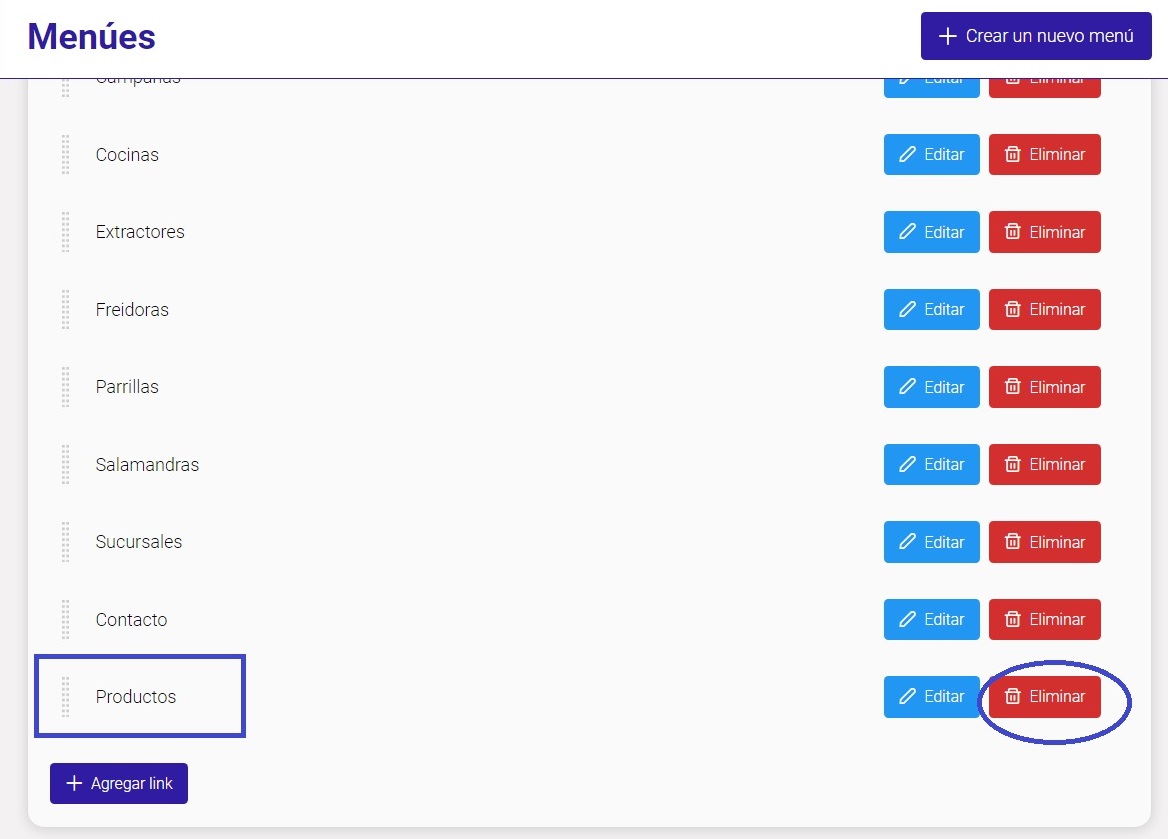 Menúes
Crear un nuevo menú
Campanas
Editar
Eliminar
Cocinas
Editar
Eliminar
Extractores
Editar
Eliminar
Freidoras
Editar
Eliminar
Parrillas
Editar
Eliminar
Salamandras
Editar
Eliminar
Sucursales
Editar
Eliminar
Contacto
Editar
Eliminar
Productos
Editar
Eliminar
Agregar link